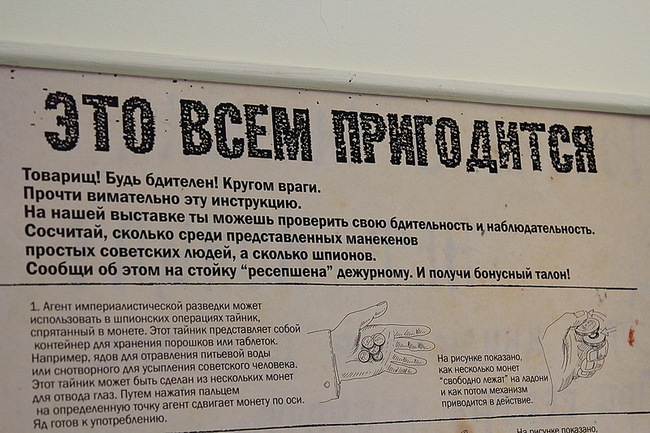 ЭТО ВСЕМ ПРИГОДИТСЯ
Товарищ! Будь бдителен! Кругом враги.
Прочти вимательно эту инструкцию.
На нашей выставке ты можешь проверить свою бдительность и наблюдательность.
Сосчитай, сколько среди представленных манекенов
простых советских людей, а сколько шпионов.
Сообщи об этом на стойку “ресепшена” дежурному. И получи бонусный талон!
1. Агент империалистической разведки может
использовать в шпионских операциях тайник,
спрятанный в монете. Этот тайник представляет собой
контейнер для хранения порошков или таблеток.
Например, ядов для отравления питьевой воды
или снотворного для усыпления советского человека.
Этот тайник может быть сделан из нескольких монет
для отвода глаз. Путем нажатия пальцем
на определенную точку агент сдвигает монету по оси.
Яд готов к употреблению.
На рисунке показано,
как несколько монет
“свободно лежат” на ладони
и как потом механизм
приводится в действие.
На рисунке показано,